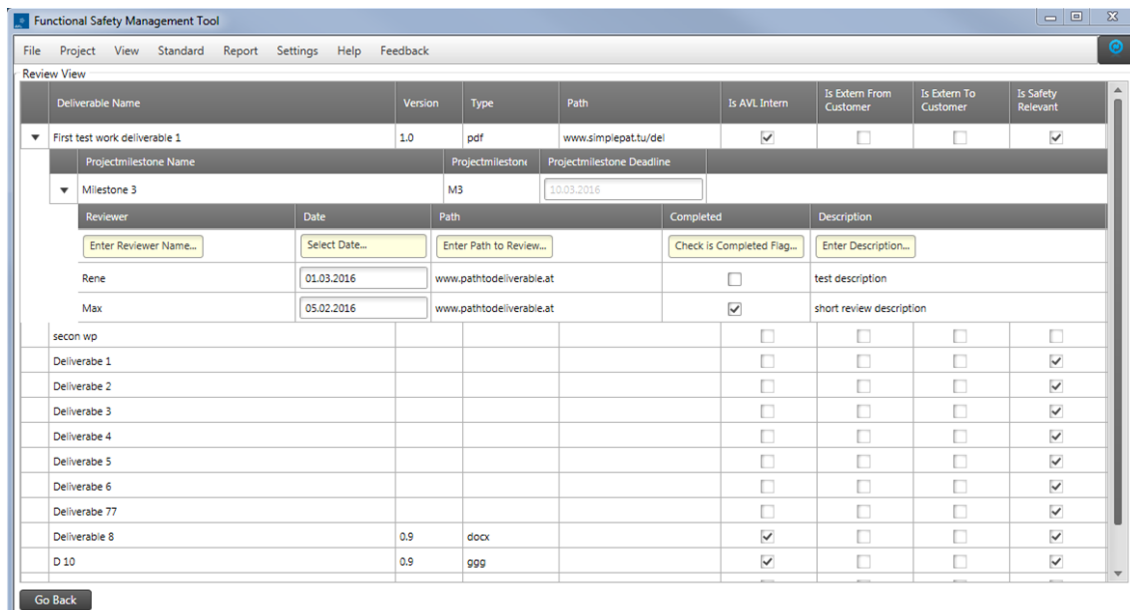 Functional Safety Management Tool
File Project View Standard Report Settings Help Feedback
Review View
Deliverable Name Version Type Path Is AVL Intern Is Extern From Customer Is Extern To Customer Is Safety Relevant
First test work deliverable 1 1.0 pdf www.simplepat.tu/del
Projectmilestone Name Projectmilestone Projectmilestone Deadline
Milestone 3 M3 10.03.2016
Reviewer Date Path Completed Description
Enter Reviewer Name... Select Date... Enter Path to Review... Check is Completed Flag... Enter Description...
Rene 01.03.2016 www.pathtodeliverable.at test description
Max 05.02.2016 www.pathtodeliverable.at short review description
secon wp
Deliverabe 1
Deliverabe 2
Deliverabe 3
Deliverabe 4
Deliverabe 5
Deliverabe 6
Deliverabe 77
Deliverable 8 0.9 docx
D 10 0.9 ggg
Go Back